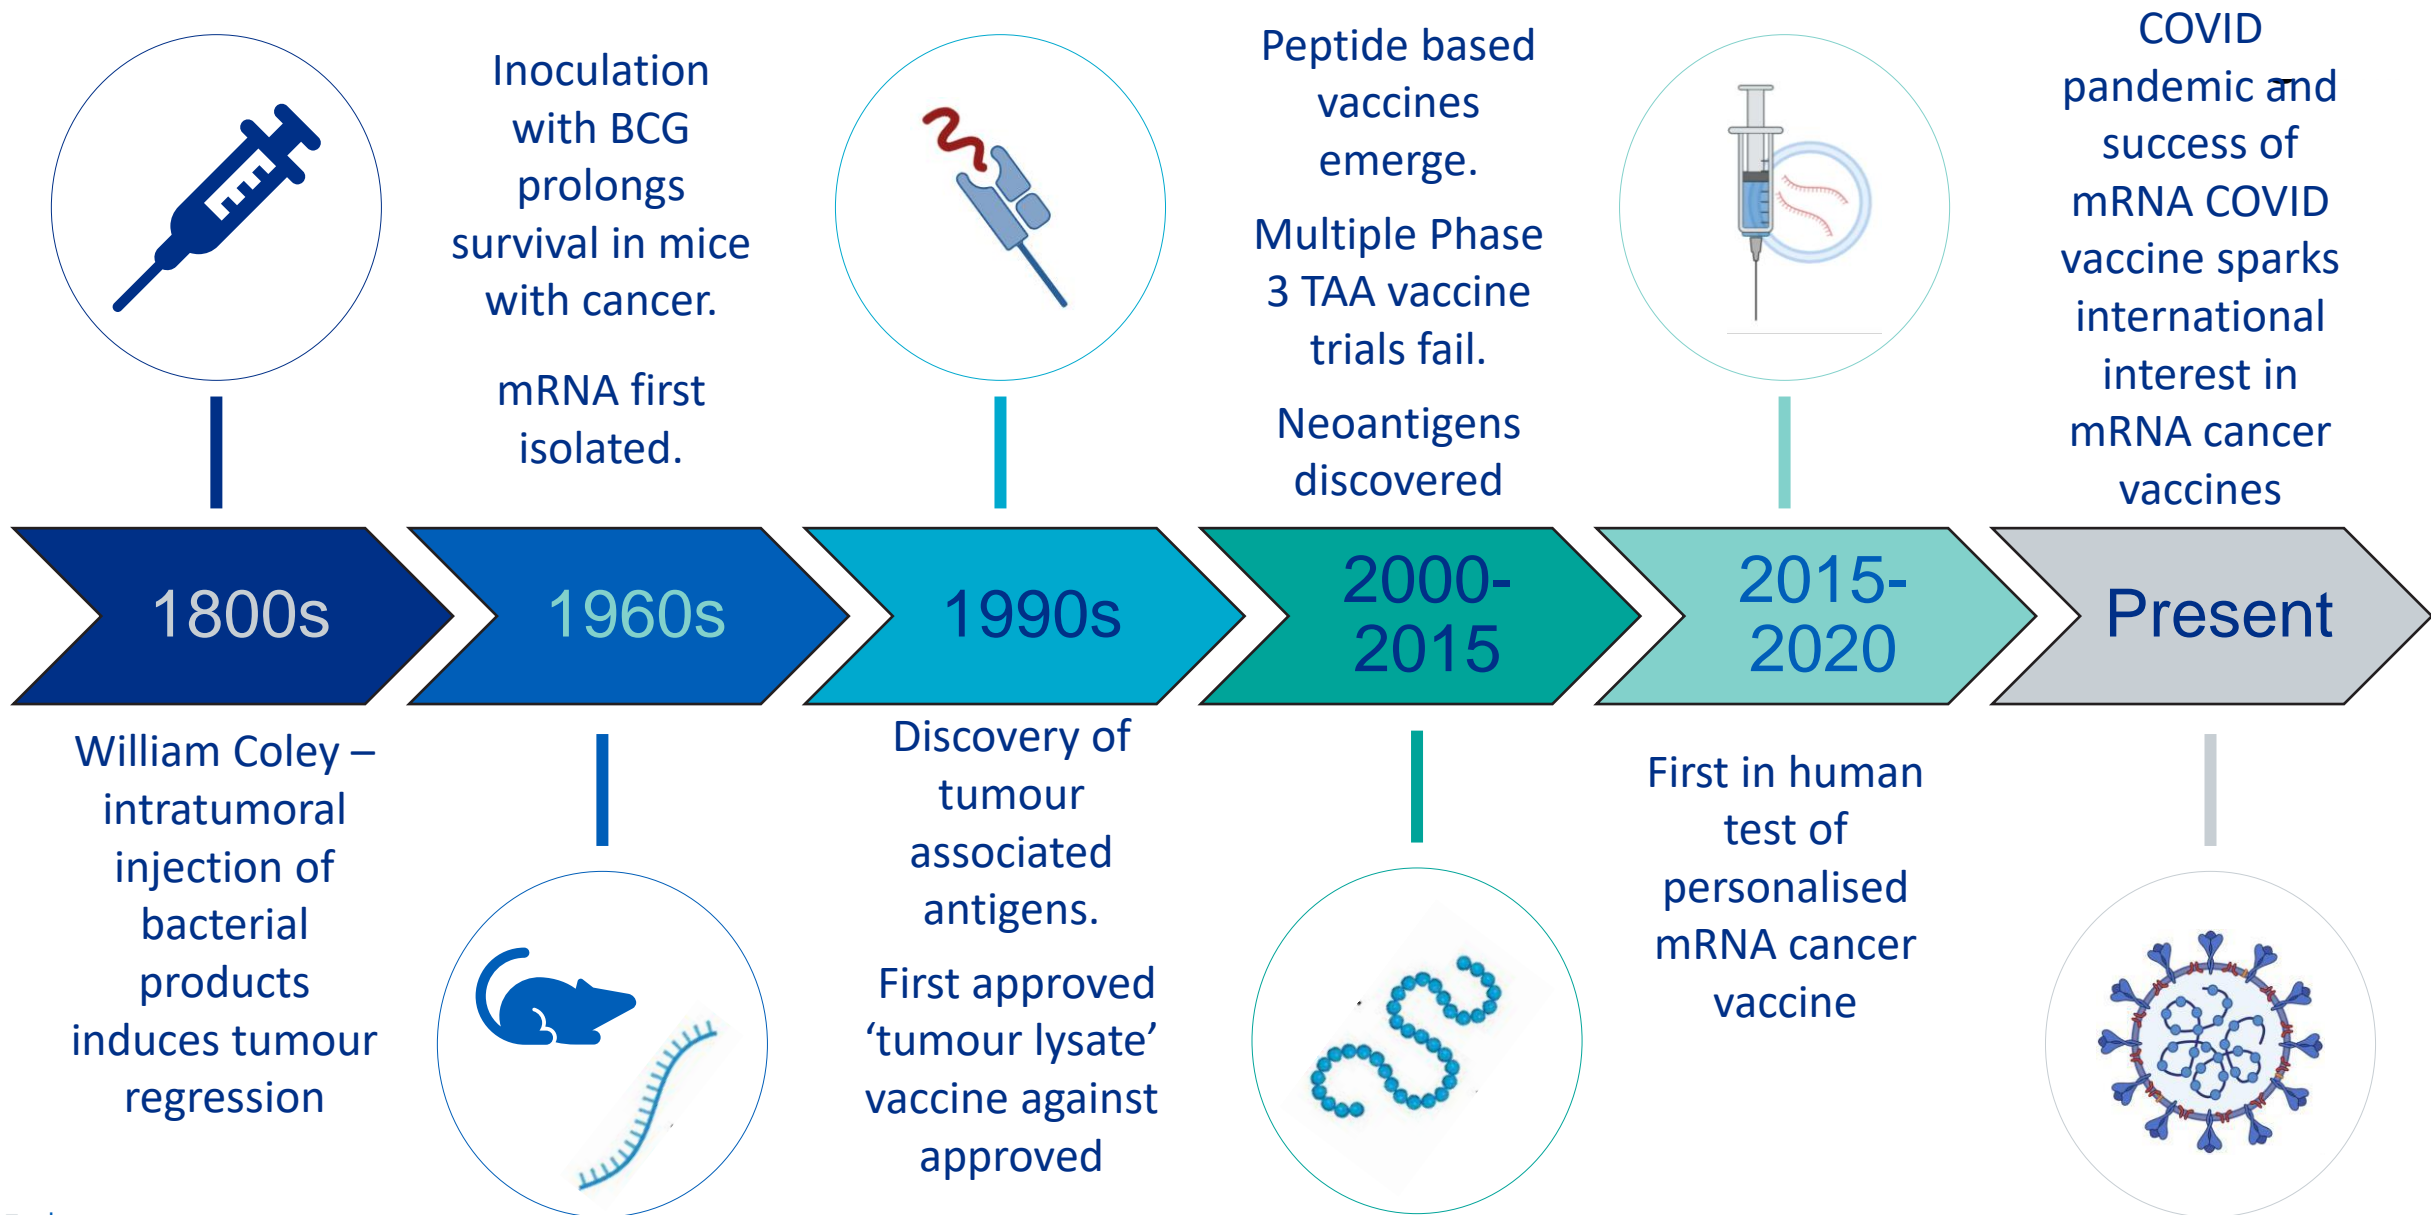 Inoculation
with BCG
prolongs
survival in mice
with cancer.
mRNA first
isolated.
Peptide based
vaccines
emerge.
Multiple Phase
3 TAA vaccine
trials fail.
Neoantigens
discovered
COVID
pandemic and
success of
mRNA COVID
vaccine sparks
international
interest in
mRNA cancer
vaccines
1800s
1960s
1990s
2000-
2015
2015-
2020
Present
William Coley –
intratumoral
injection of
bacterial
products
induces tumour
regression
Discovery of
tumour
associated
antigens.
First approved
‘tumour lysate’
vaccine against
approved
First in human
test of
personalised
mRNA cancer
vaccine